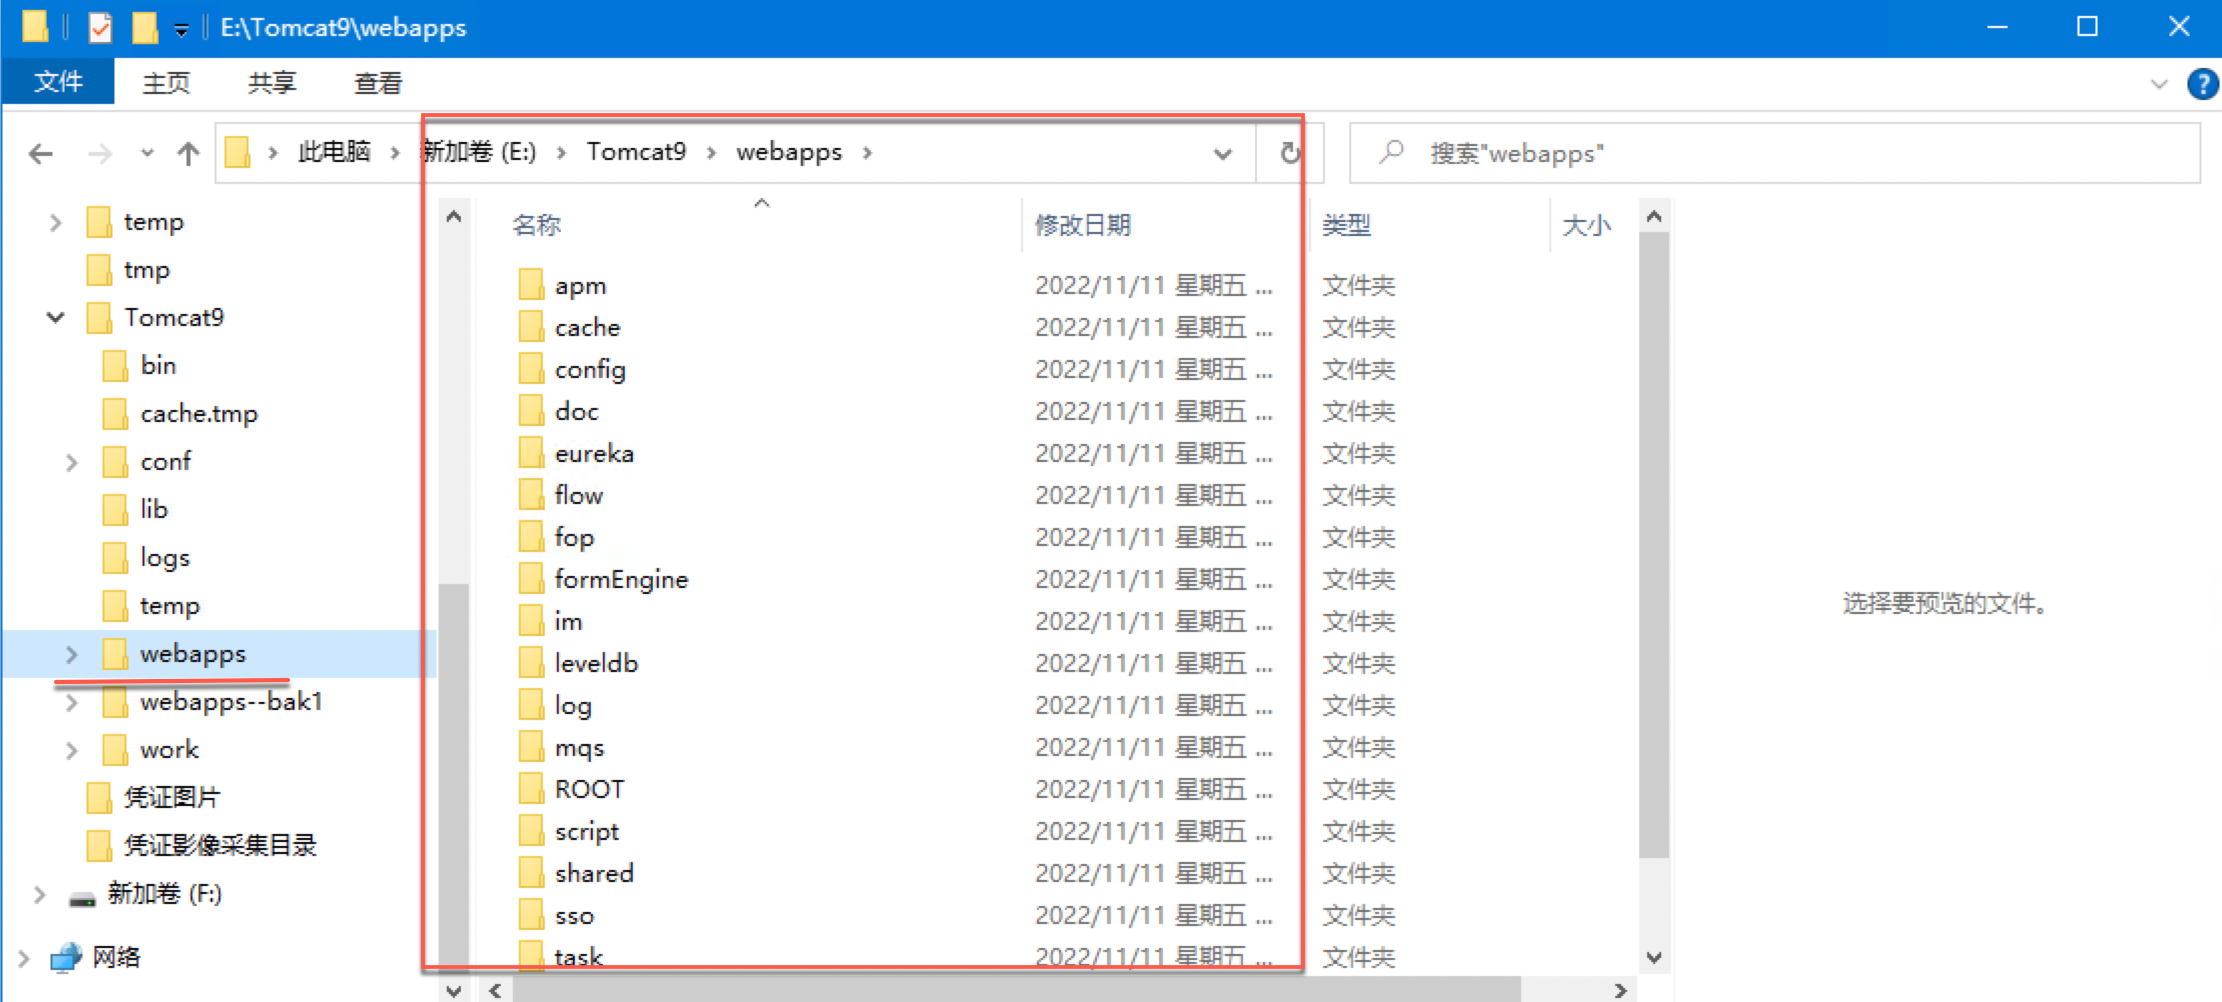 E:\Tomcat9\webapps
文件 主页 共享 查看
此电脑 新加卷 (E:) Tomcat9 webapps
搜索"webapps"
temp
tmp
Tomcat9
bin
cache.tmp
conf
lib
logs
temp
webapps
webapps--bak1
work
凭证图片
凭证影像采集目录
新加卷 (F:)
网络
名称 修改日期 类型 大小
apm 2022/11/11 星期五 ... 文件夹
cache 2022/11/11 星期五 ... 文件夹
config 2022/11/11 星期五 ... 文件夹
doc 2022/11/11 星期五 ... 文件夹
eureka 2022/11/11 星期五 ... 文件夹
flow 2022/11/11 星期五 ... 文件夹
fop 2022/11/11 星期五 ... 文件夹
formEngine 2022/11/11 星期五 ... 文件夹
im 2022/11/11 星期五 ... 文件夹
leveldb 2022/11/11 星期五 ... 文件夹
log 2022/11/11 星期五 ... 文件夹
mqs 2022/11/11 星期五 ... 文件夹
ROOT 2022/11/11 星期五 ... 文件夹
script 2022/11/11 星期五 ... 文件夹
shared 2022/11/11 星期五 ... 文件夹
sso 2022/11/11 星期五 ... 文件夹
task 2022/11/11 星期五 ... 文件夹
选择要预览的文件。